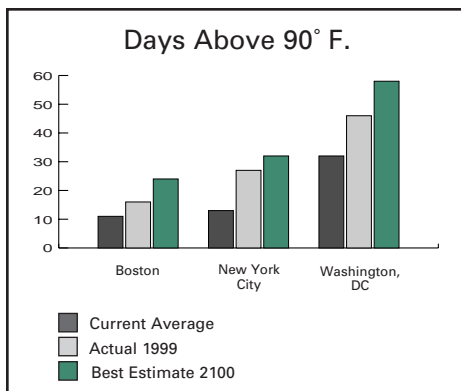 Days Above 90° F.
60
50
40
30
20
10
0
Boston
New York
City
Washington,
DC
Current Average
Actual 1999
Best Estimate 2100